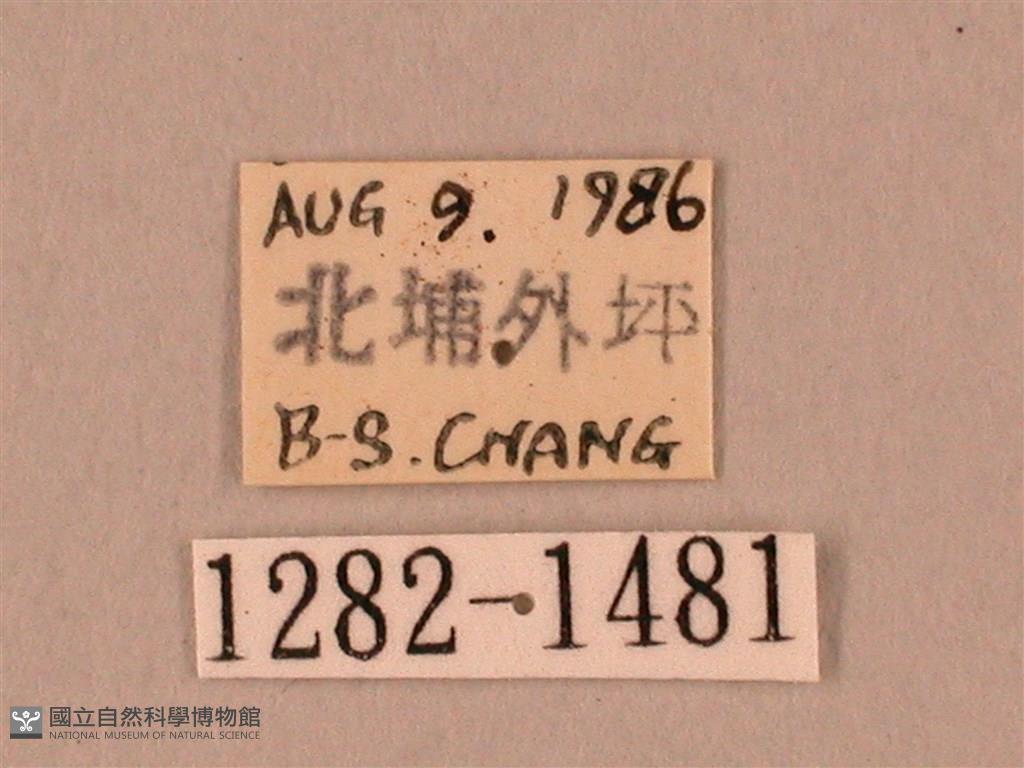 AUG 9. 1986
北埔外坪
B-S. CHANG
1282-1481
國立自然科學博物館
NATIONAL MUSEUM OF NATURAL SCIENCE